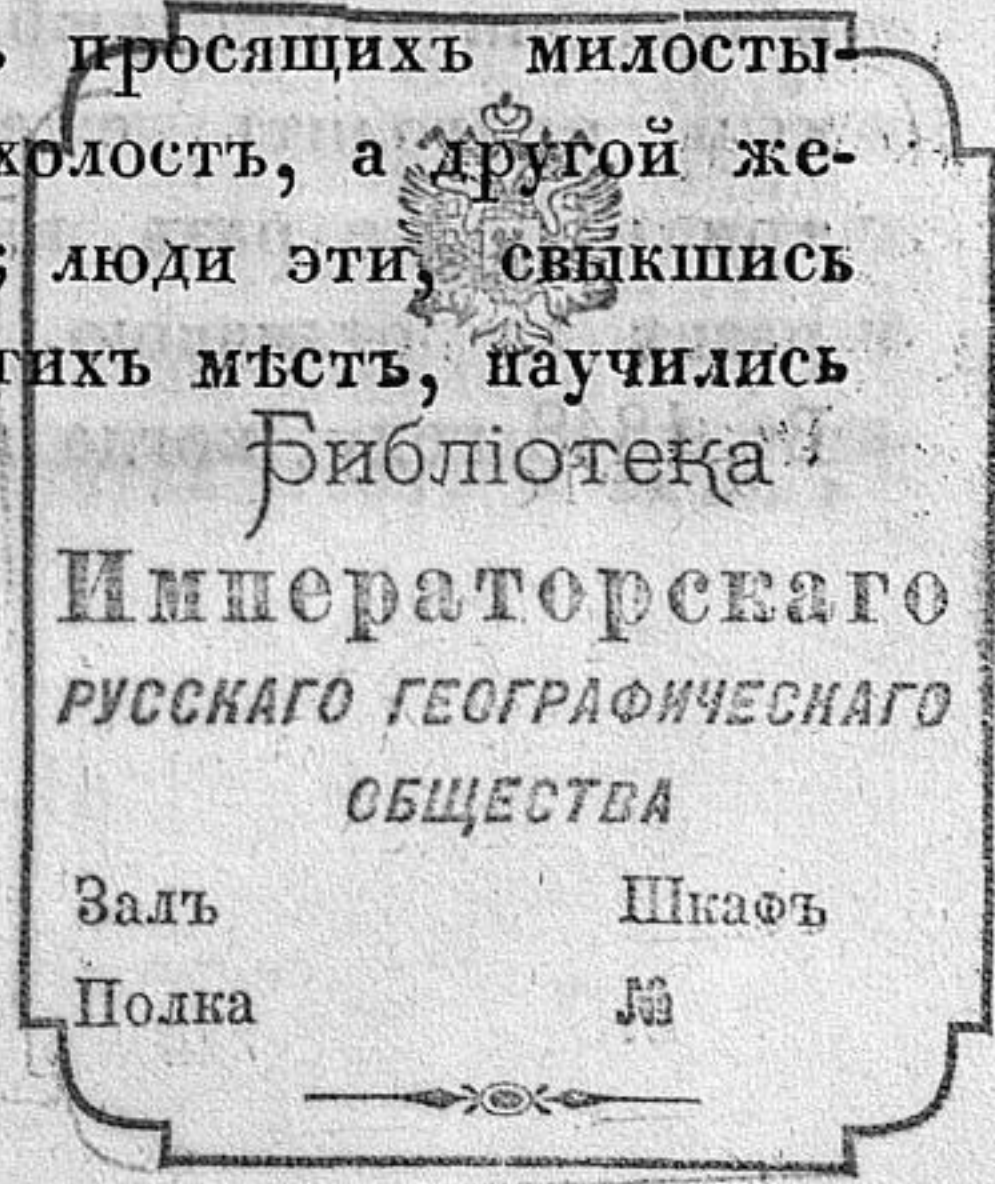 просящихъ милосты-
холостъ, а другой же-
; люди эти, свыкшись
гихъ мѣстъ, научились
Библіотека
Императорскаго
РУССКАГО ГЕОГРАФИЧЕСКАГО
ОБЩЕСТВА
Залъ Шкафъ
Полка №